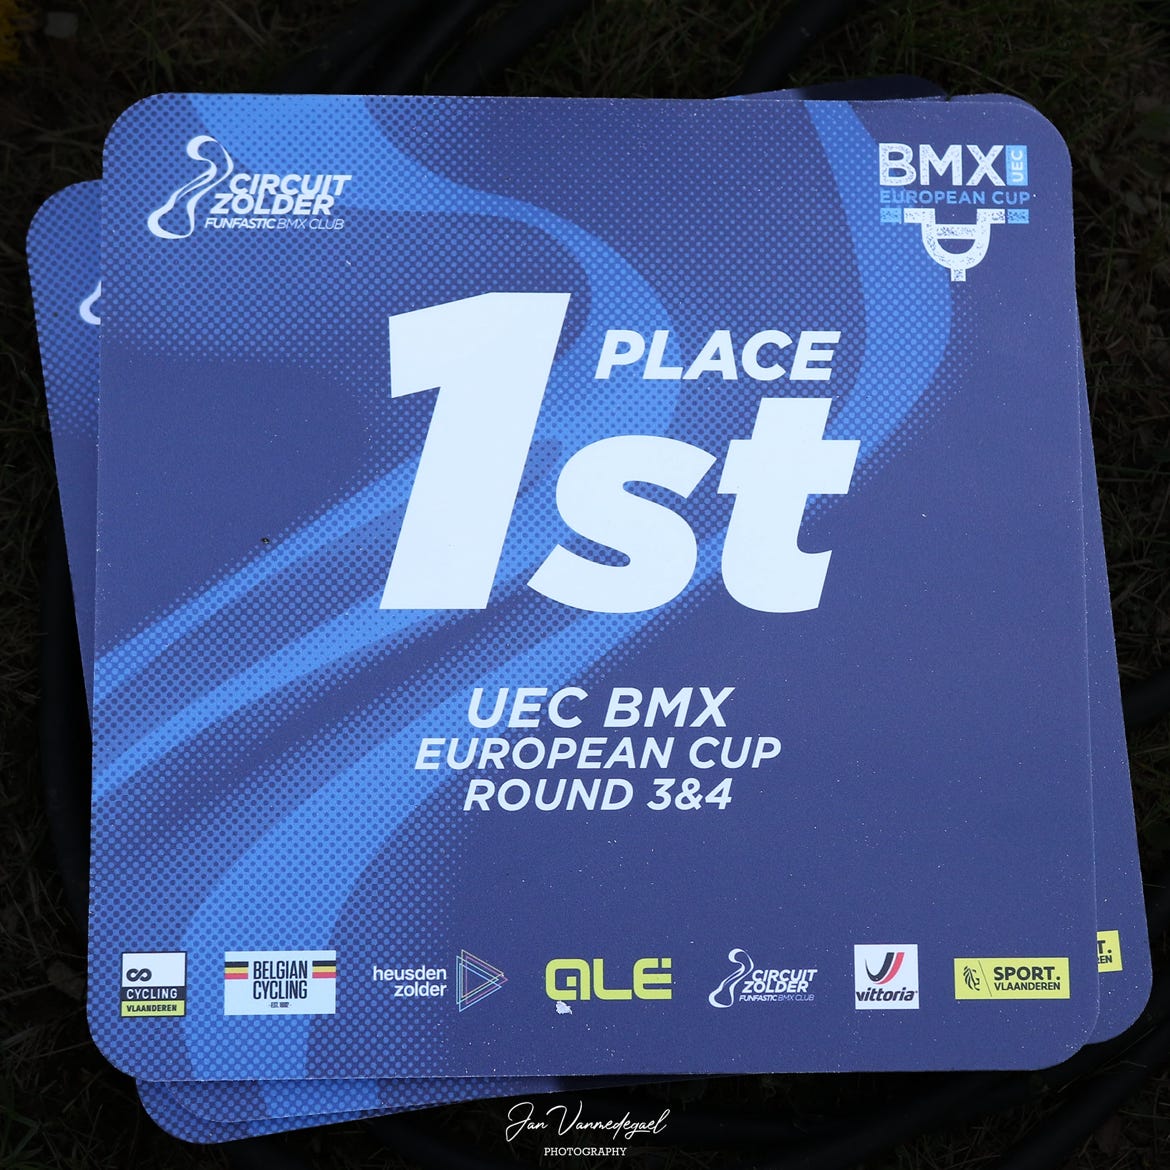 CIRCUIT
ZOLDER
FUNFASTIC BMX CLUB
BMX UEC
EUROPEAN CUP
1st
PLACE
UEC BMX
EUROPEAN CUP
ROUND 3&4
CYCLING
VLAANDEREN
BELGIAN
CYCLING
heusden
zolder
ALÉ
CIRCUIT
ZOLDER
FUNFASTIC BMX CLUB
vittoria
SPORT.
VLAANDEREN
T.
EN
Jan Vanmedegael
PHOTOGRAPHY